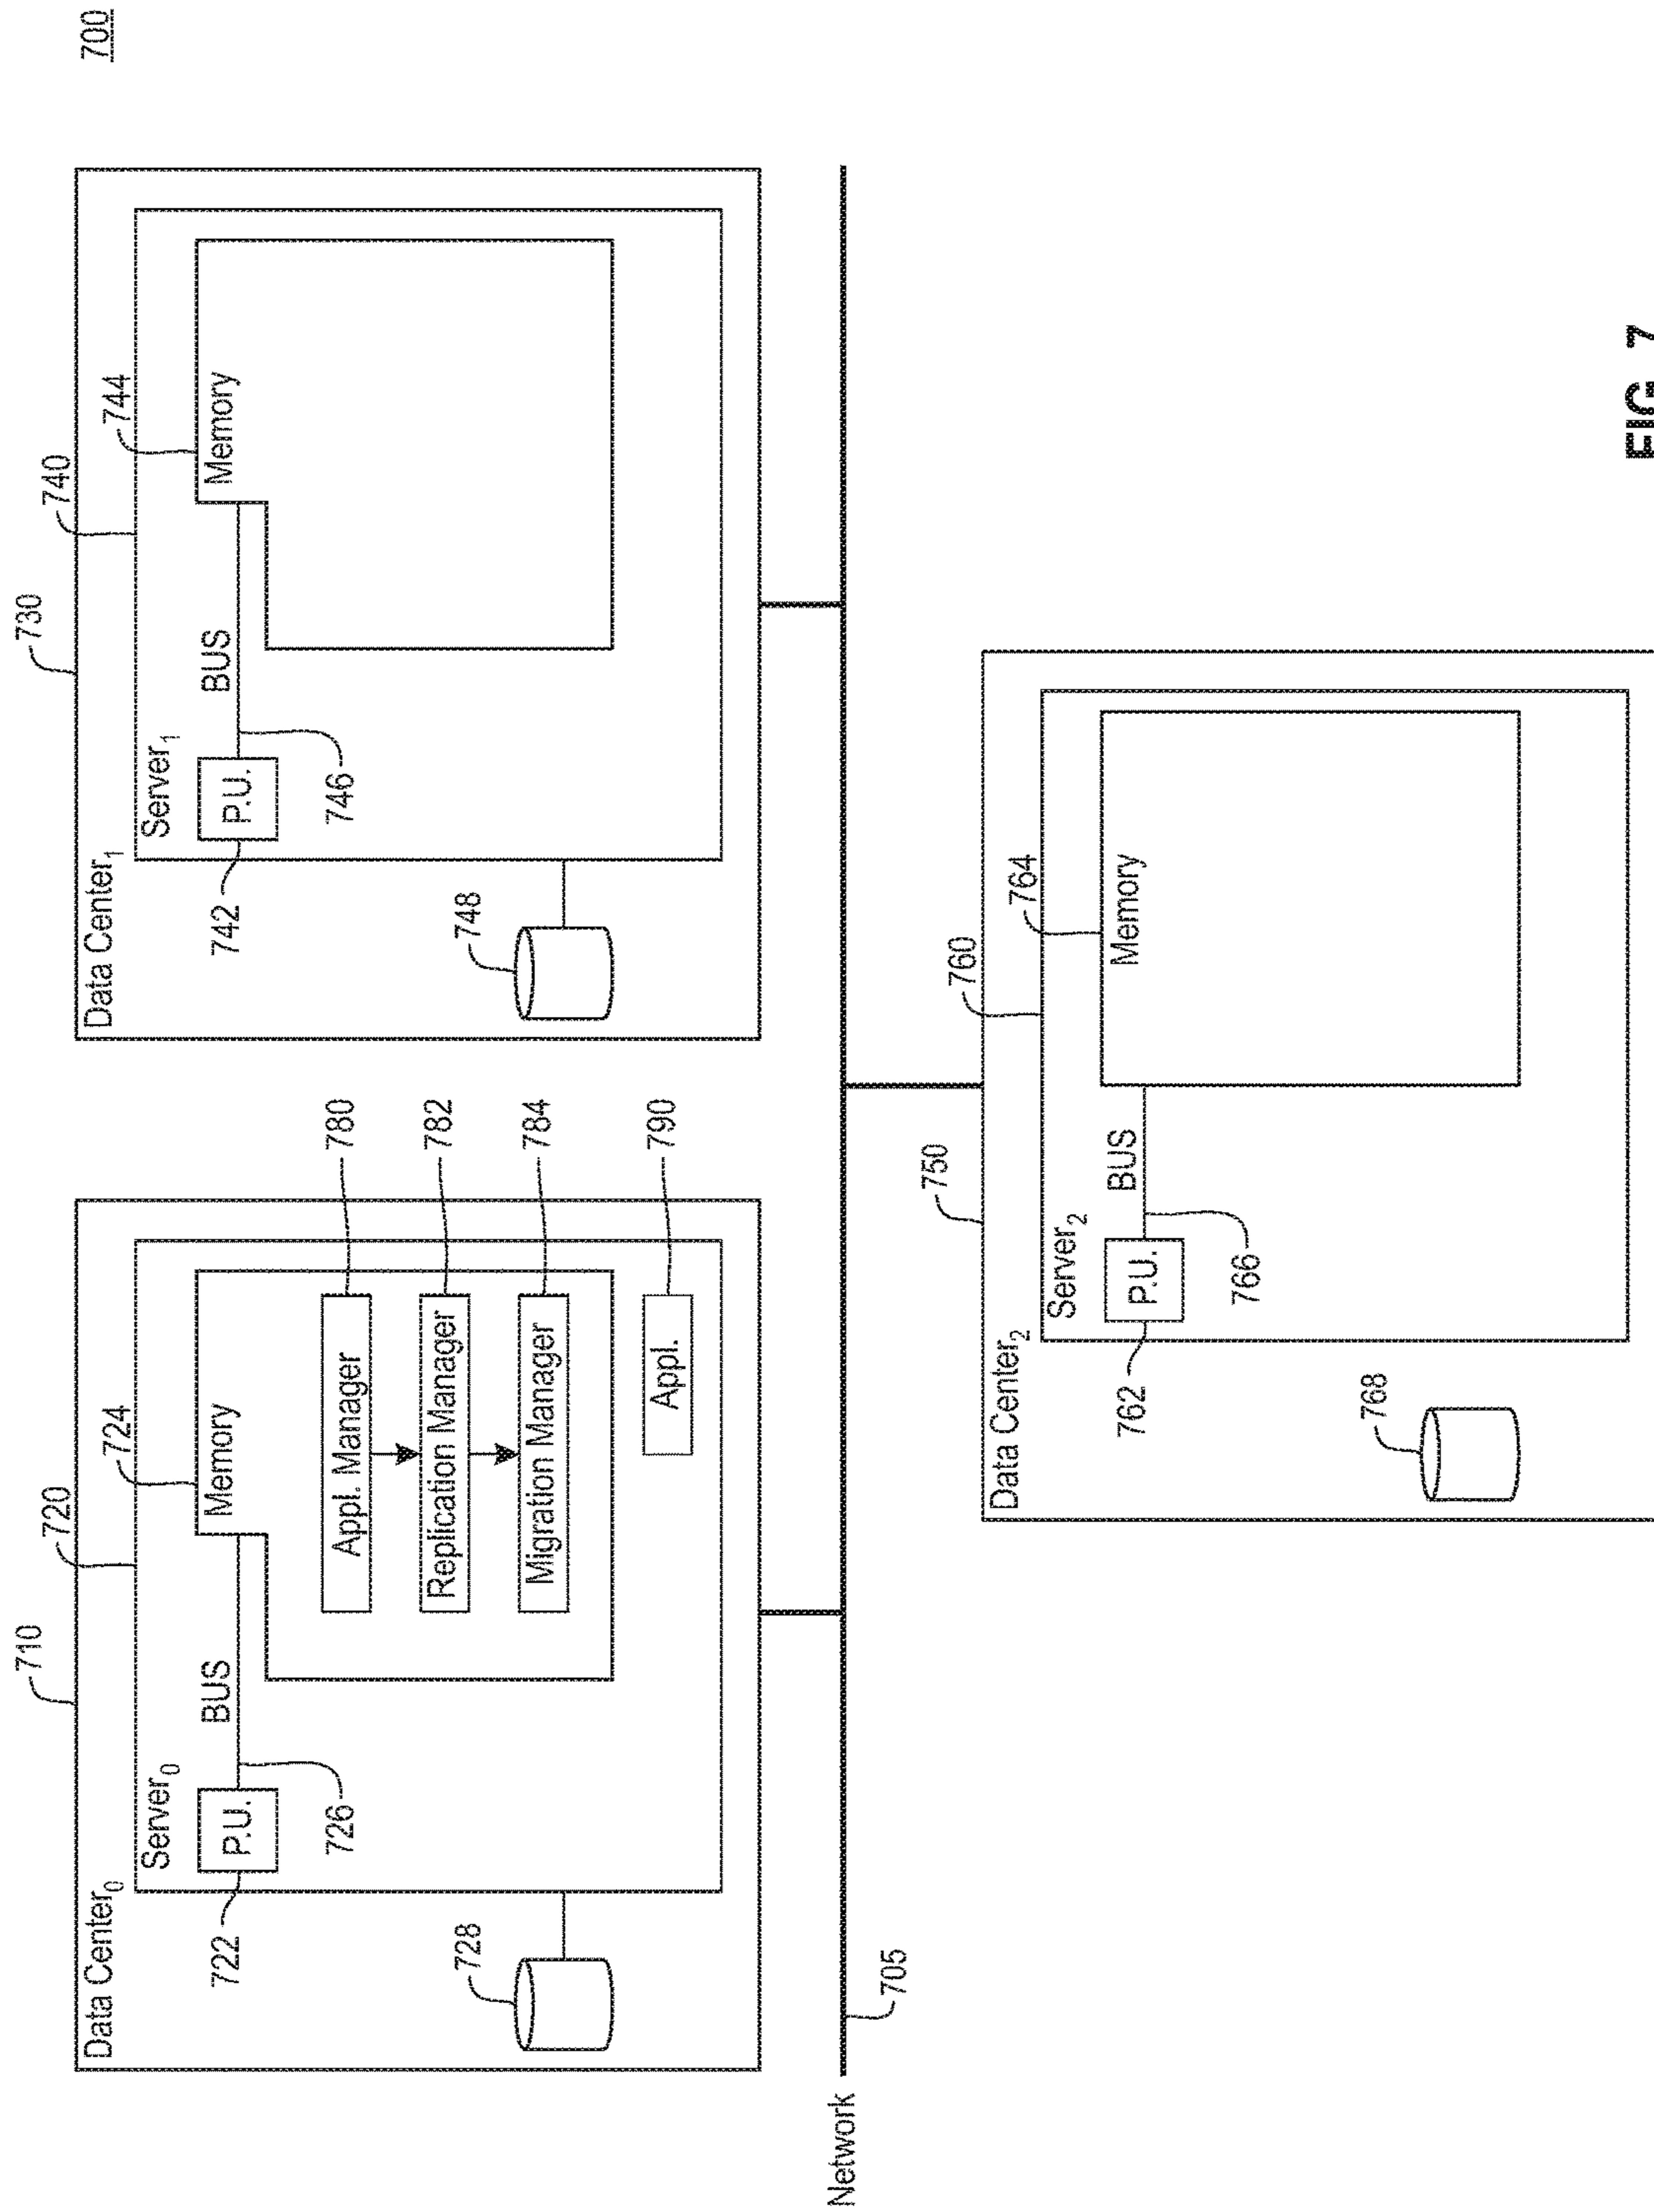 700
710
720
724
Data Center0
Server0
P.U.
BUS
Memory
722
726
728
Appl. Manager
Replication Manager
Migration Manager
Appl.
780
782
784
790
730
740
744
Data Center1
Server1
P.U.
BUS
Memory
742
746
748
Network
705
750
760
764
Data Center2
Server2
P.U.
BUS
Memory
762
766
768
FIG. 7